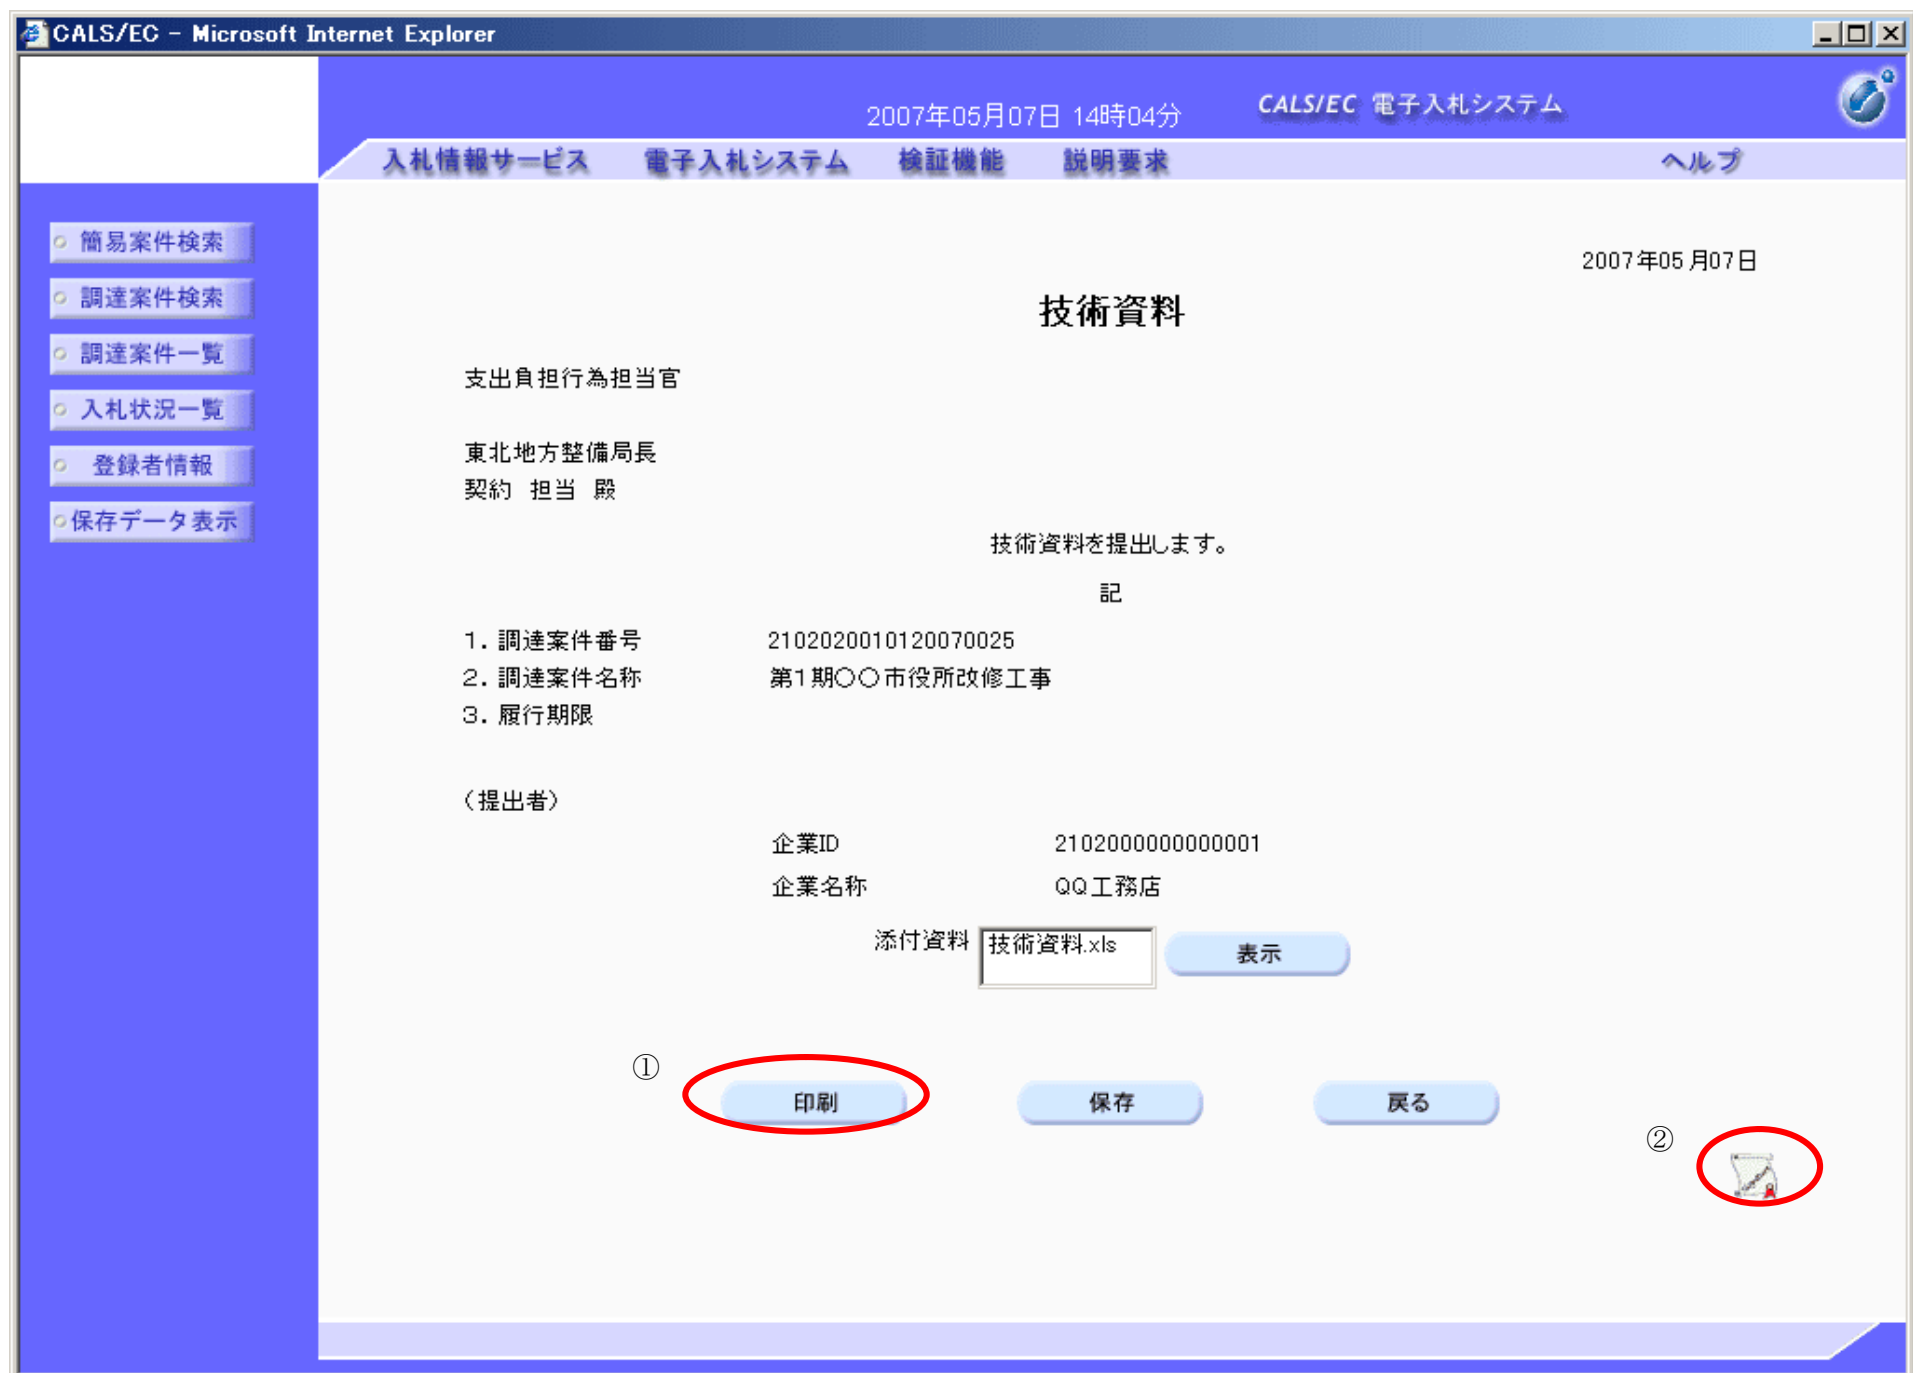 CALS/EC - Microsoft Internet Explorer
2007年05月07日 14時04分
CALS/EC 電子入札システム
入札情報サービス 電子入札システム 検証機能 説明要求 ヘルプ
簡易案件検索
調達案件検索
調達案件一覧
入札状況一覧
登録者情報
保存データ表示
2007年05月07日
技術資料
支出負担行為担当官
東北地方整備局長
契約 担当 殿
技術資料を提出します。
記
1. 調達案件番号 2102020010120070025
2. 調達案件名称 第1期〇〇市役所改修工事
3. 履行期限
（提出者）
企業ID 2102000000000001
企業名称 QQ工務店
添付資料 技術資料.xls 表示
①
印刷 保存 戻る
②